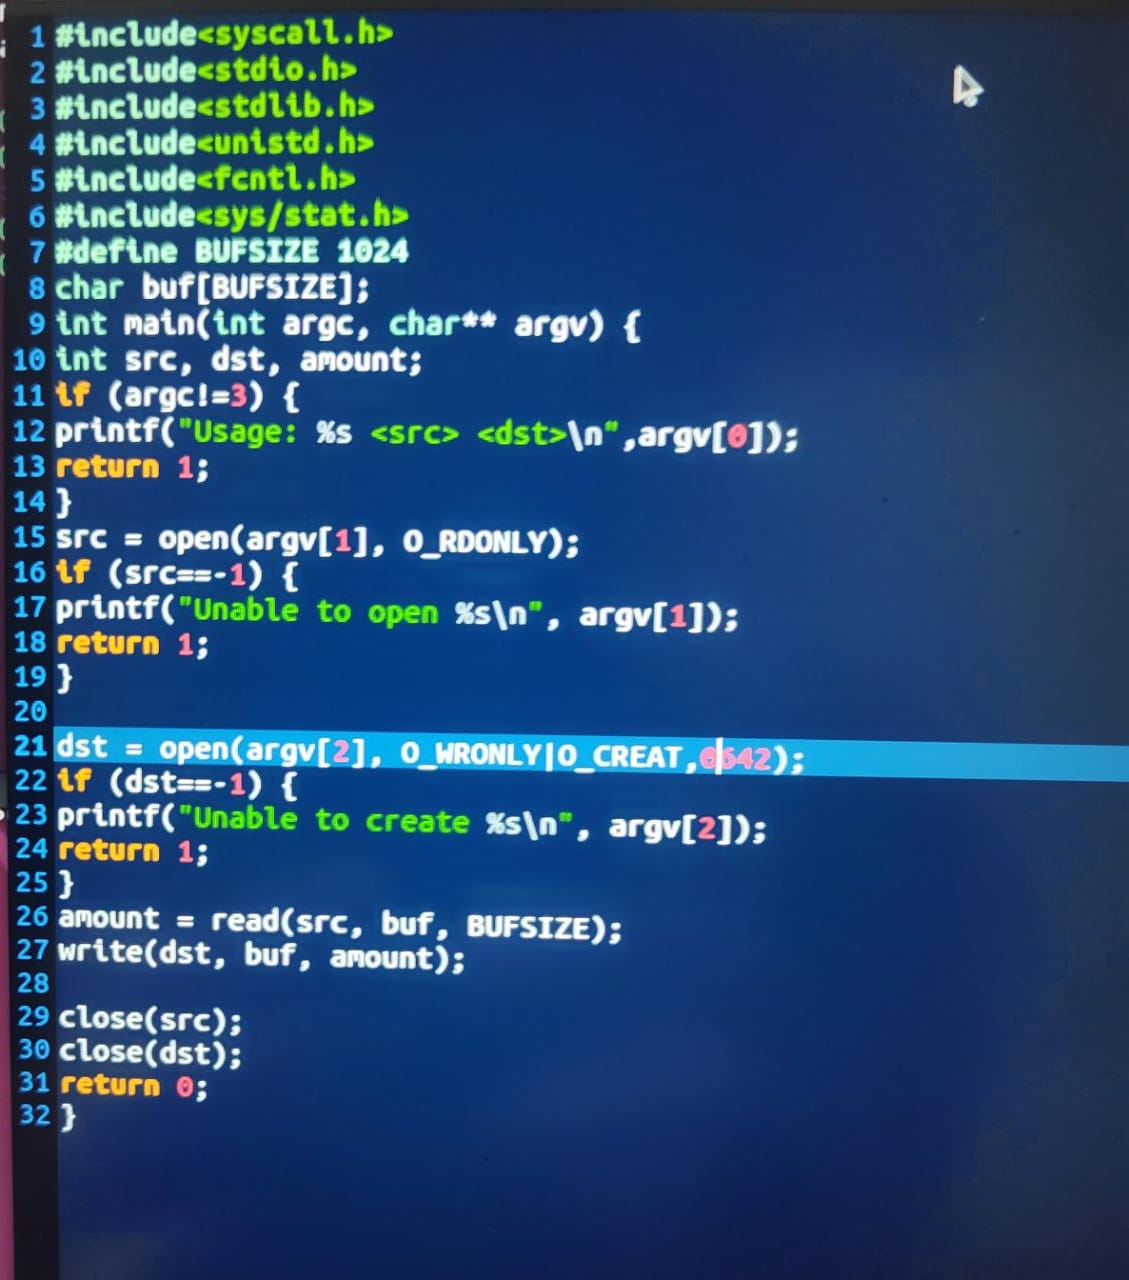 1 #include<syscall.h>
2 #include<stdio.h>
3 #include<stdlib.h>
4 #include<unistd.h>
5 #include<fcntl.h>
6 #include<sys/stat.h>
7 #define BUFSIZE 1024
8 char buf[BUFSIZE];
9 int main(int argc, char** argv) {
10 int src, dst, amount;
11 if (argc!=3) {
12 printf("Usage: %s <src> <dst>\n",argv[0]);
13 return 1;
14 }
15 src = open(argv[1], O_RDONLY);
16 if (src==-1) {
17 printf("Unable to open %s\n", argv[1]);
18 return 1;
19 }
20
21 dst = open(argv[2], O_WRONLY|O_CREAT,0642);
22 if (dst==-1) {
23 printf("Unable to create %s\n", argv[2]);
24 return 1;
25 }
26 amount = read(src, buf, BUFSIZE);
27 write(dst, buf, amount);
28
29 close(src);
30 close(dst);
31 return 0;
32 }